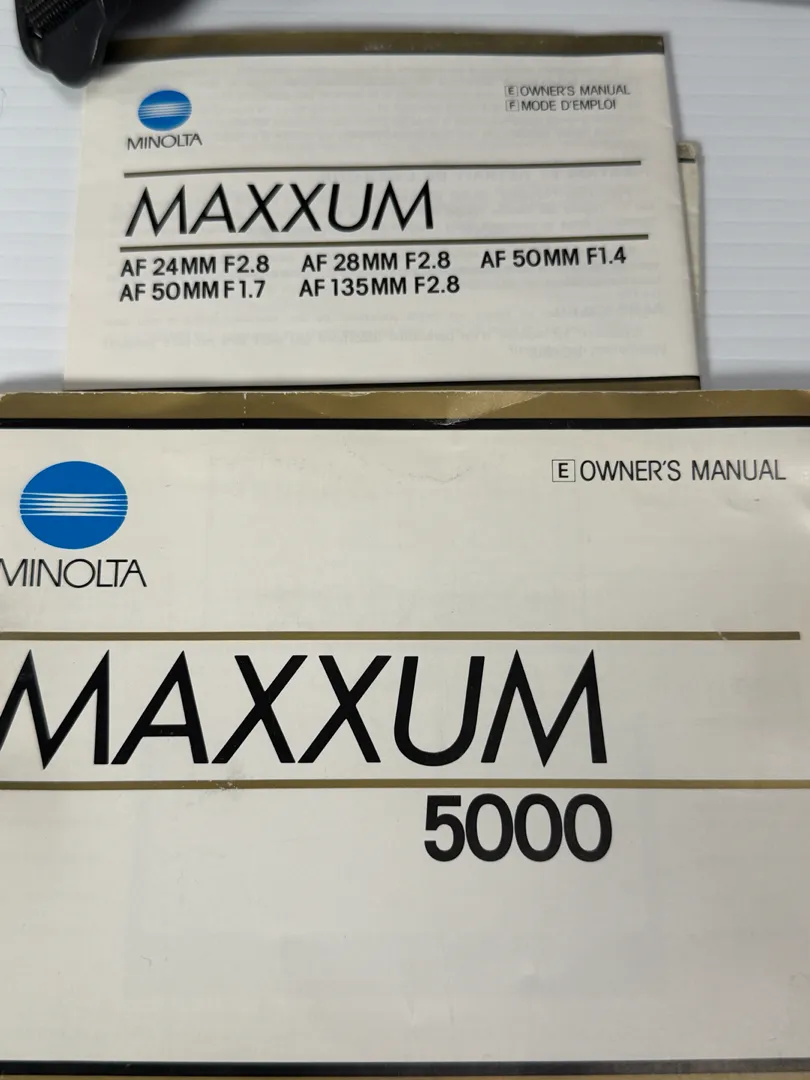 E OWNER'S MANUAL
F MODE D'EMPLOI
MINOLTA
MAXXUM
AF 24MM F2.8 AF 28MM F2.8 AF 50MM F1.4
AF 50MM F1.7 AF 135MM F2.8
E OWNER'S MANUAL
MINOLTA
MAXXUM
5000